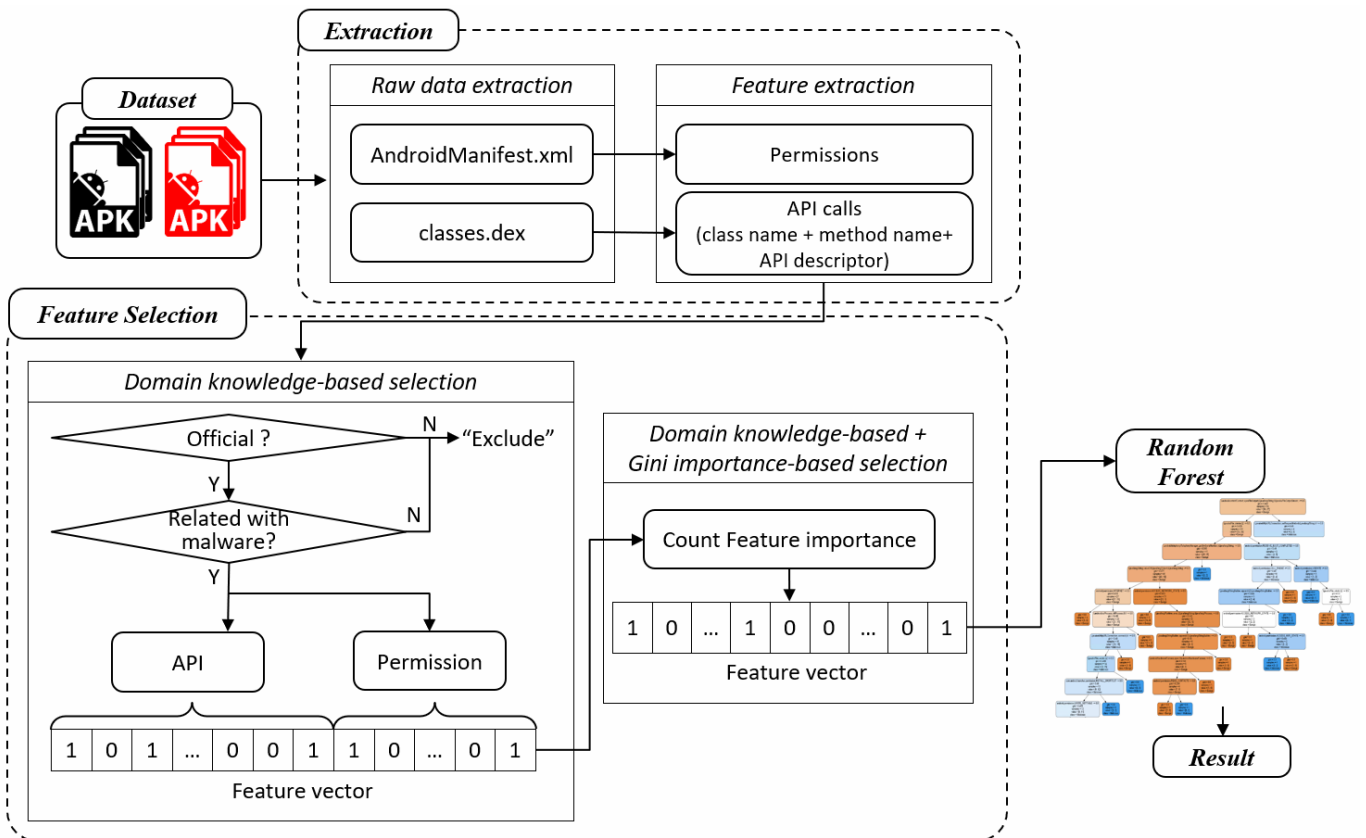 Extraction
Dataset
APK
APK
Raw data extraction
AndroidManifest.xml
classes.dex
Feature extraction
Permissions
API calls
(class name + method name+
API descriptor)
Feature Selection
Domain knowledge-based selection
Official ?
N
“Exclude”
Y
Related with
malware?
N
Y
API
Permission
1 0 1 ... 0 0 1 1 0 ... 0 1
Feature vector
Domain knowledge-based +
Gini importance-based selection
Count Feature importance
1 0 ... 1 0 0 ... 0 1
Feature vector
Random
Forest
Result